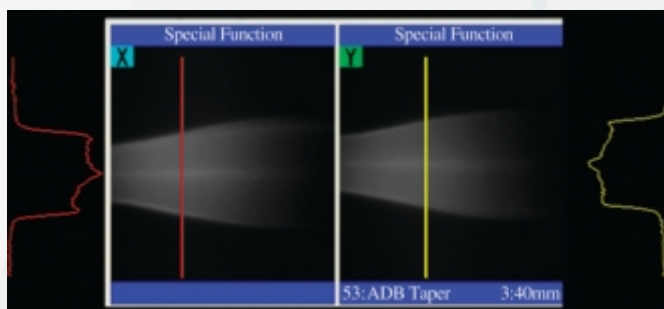 Special Function
Special Function
X
Y
53:ADB Taper
3:40mm